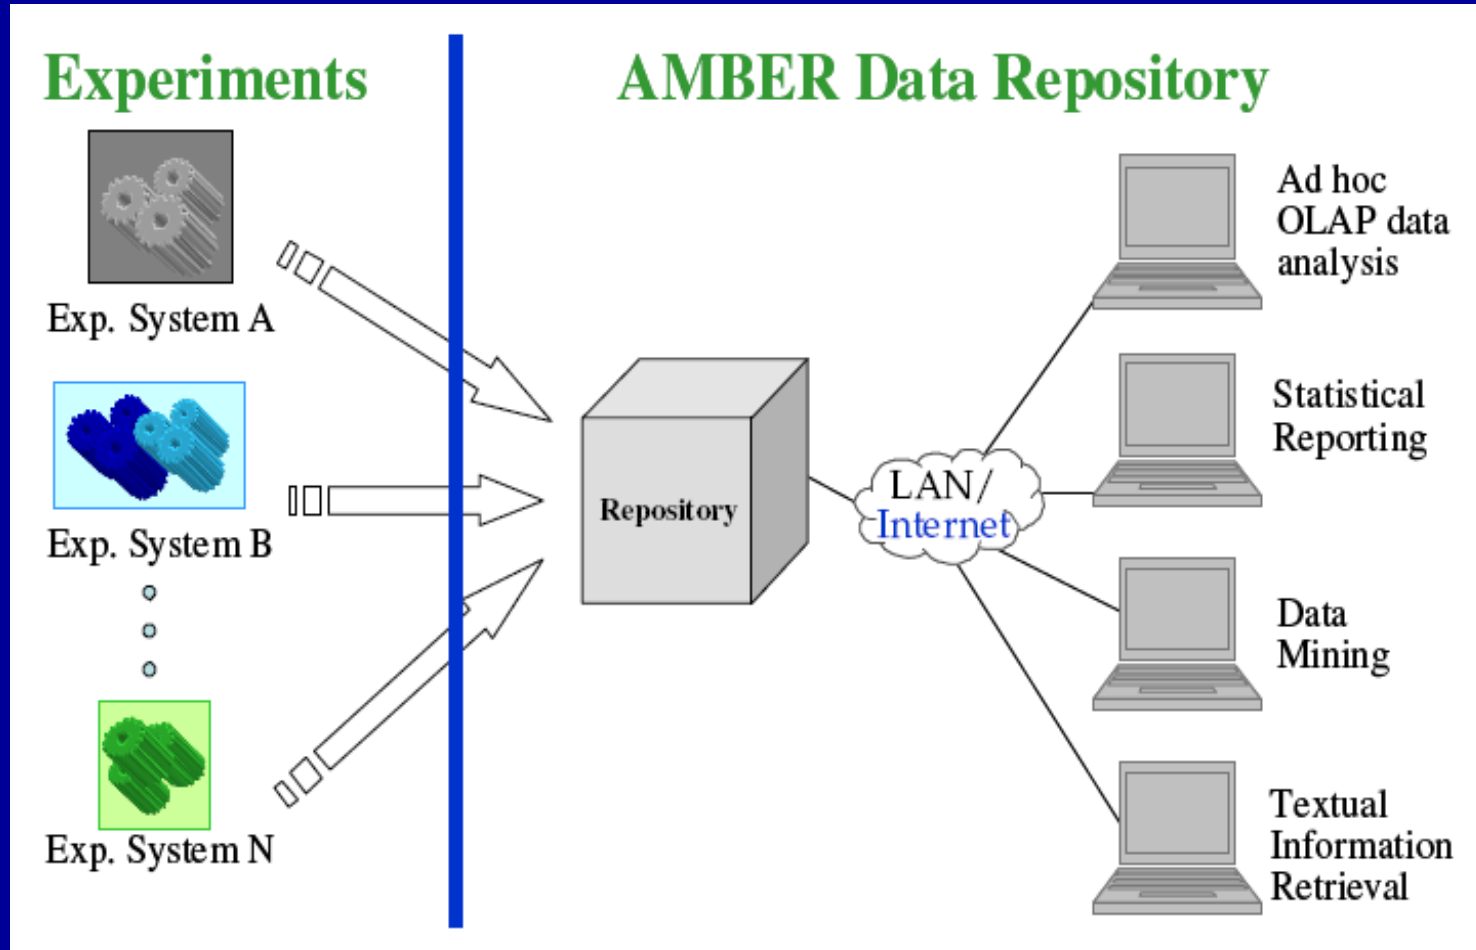 Experiments
AMBER Data Repository
Exp. System A
Exp. System B
Exp. System N
Repository
LAN/
Internet
Ad hoc
OLAP data
analysis
Statistical
Reporting
Data
Mining
Textual
Information
Retrieval